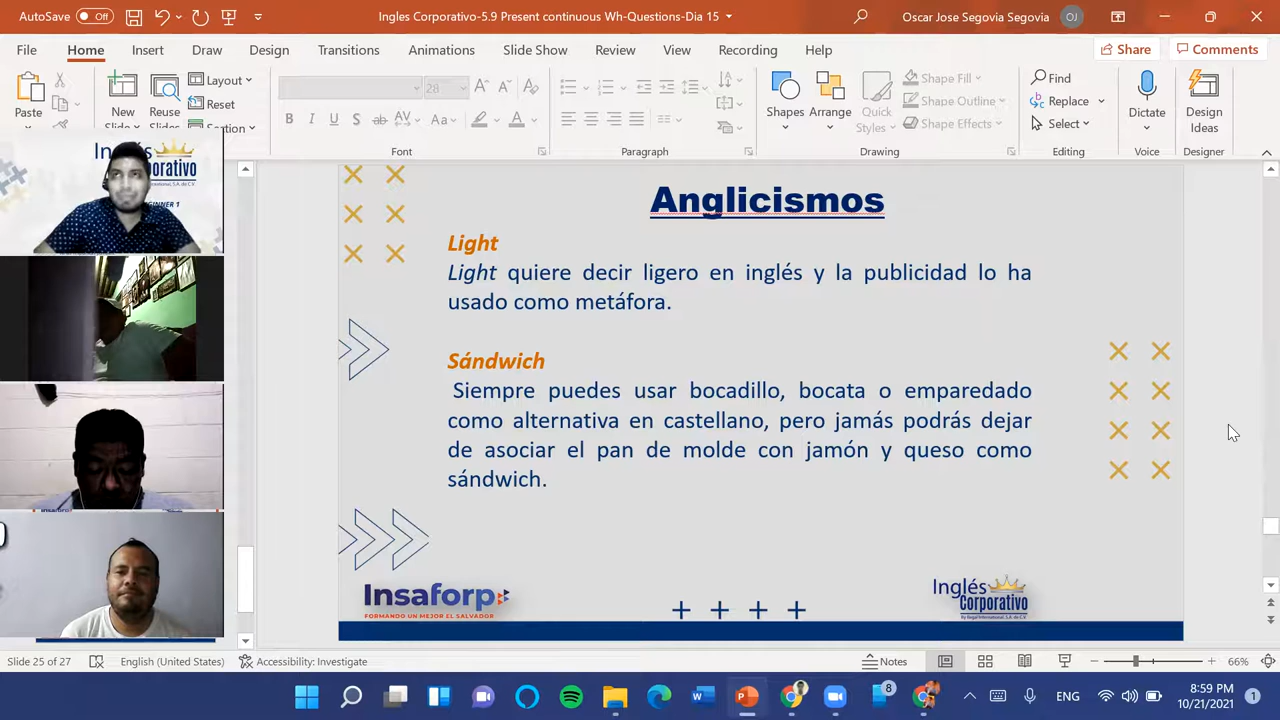 AutoSave Off
Ingles Corporativo-5.9 Present continuous Wh-Questions-Dia 15
Oscar Jose Segovia Segovia OJ
File Home Insert Draw Design Transitions Animations Slide Show Review View Recording Help Share Comments
Paste
New
Reuse
Slides
Layout
Reset
Section
28
Shapes
Arrange
Quick
Styles
Shape Fill
Shape Outline
Shape Effects
Find
Replace
Select
Dictate
Design
Ideas
Font Paragraph Drawing Editing Voice Designer
Anglicismos
Light
Light quiere decir ligero en inglés y la publicidad lo ha
usado como metáfora.
Sándwich
Siempre puedes usar bocadillo, bocata o emparedado
como alternativa en castellano, pero jamás podrás dejar
de asociar el pan de molde con jamón y queso como
sándwich.
Insaforp
FORMANDO UN MEJOR EL SALVADOR
Inglés
Corporativo
Slide 25 of 27 English (United States) Accessibility: Investigate Notes 66%
8
ENG
8:59 PM
10/21/2021
1